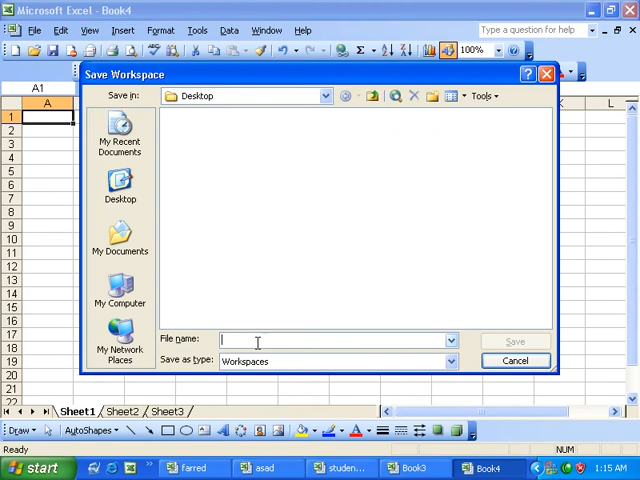 Microsoft Excel - Book4
File Edit View Insert Format Tools Data Window Help Type a question for help
100%
A1
Save Workspace
Save in: Desktop Tools
My Recent Documents
Desktop
My Documents
My Computer
My Network Places
File name: Save
Save as type: Workspaces Cancel
A K L
1
2
3
4
5
6
7
8
9
10
11
12
13
14
15
16
17
18
19
20
21
22
Sheet1 Sheet2 Sheet3
Draw AutoShapes
Ready NUM
start farred asad studen... Book3 Book4 1:15 AM